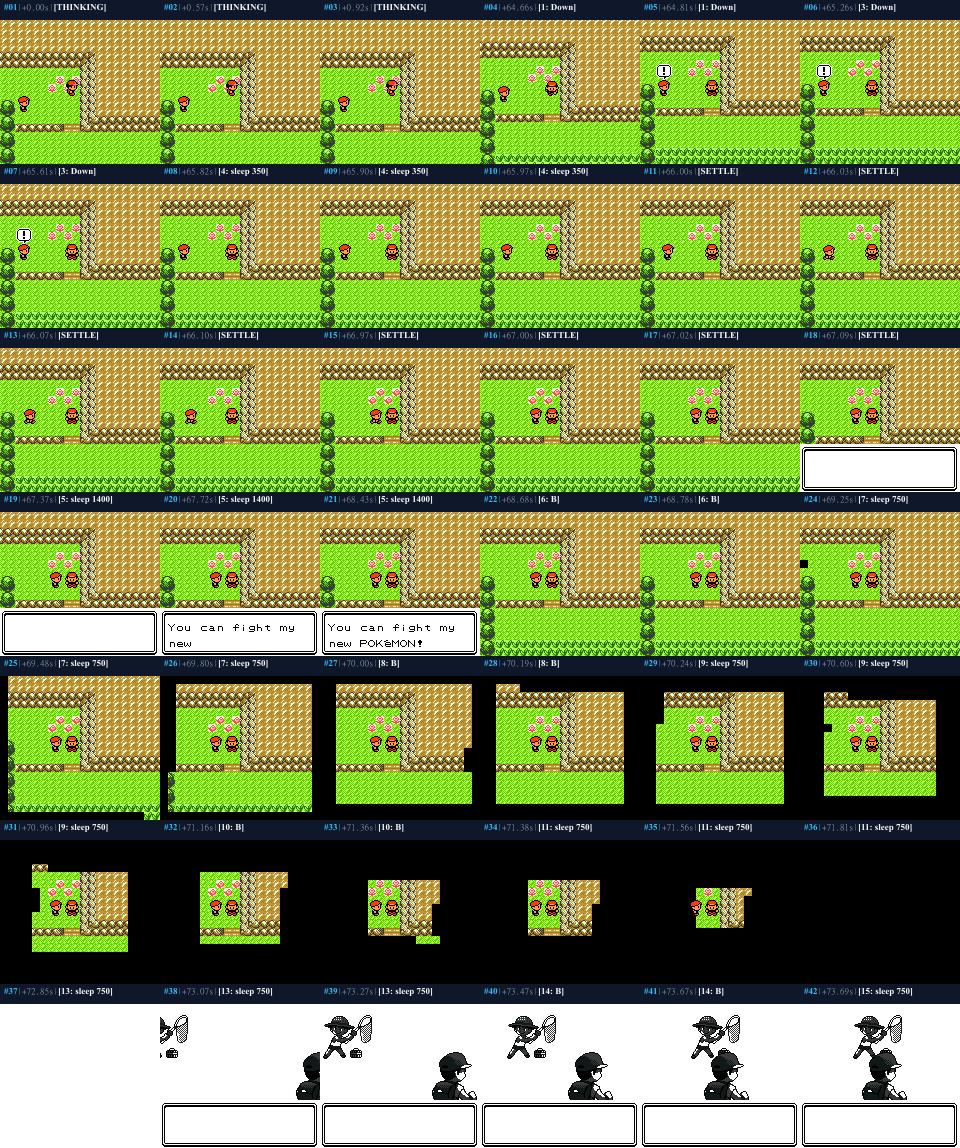 #01|+0.00s|[THINKING]
#02|+0.57s|[THINKING]
#03|+0.92s|[THINKING]
#04|+64.66s|[1: Down]
#05|+64.81s|[1: Down]
#06|+65.26s|[3: Down]
!
!
#07|+65.61s|[3: Down]
#08|+65.82s|[4: sleep 350]
#09|+65.90s|[4: sleep 350]
#10|+65.97s|[4: sleep 350]
#11|+66.00s|[SETTLE]
#12|+66.03s|[SETTLE]
!
#13|+66.07s|[SETTLE]
#14|+66.10s|[SETTLE]
#15|+66.97s|[SETTLE]
#16|+67.00s|[SETTLE]
#17|+67.02s|[SETTLE]
#18|+67.09s|[SETTLE]
#19|+67.37s|[5: sleep 1400]
#20|+67.72s|[5: sleep 1400]
#21|+68.43s|[5: sleep 1400]
#22|+68.68s|[6: B]
#23|+68.78s|[6: B]
#24|+69.25s|[7: sleep 750]
You can fight my
new
You can fight my
new POKéMON!
#25|+69.48s|[7: sleep 750]
#26|+69.80s|[7: sleep 750]
#27|+70.00s|[8: B]
#28|+70.19s|[8: B]
#29|+70.24s|[9: sleep 750]
#30|+70.60s|[9: sleep 750]
#31|+70.96s|[9: sleep 750]
#32|+71.16s|[10: B]
#33|+71.36s|[10: B]
#34|+71.38s|[11: sleep 750]
#35|+71.56s|[11: sleep 750]
#36|+71.81s|[11: sleep 750]
#37|+72.85s|[13: sleep 750]
#38|+73.07s|[13: sleep 750]
#39|+73.27s|[13: sleep 750]
#40|+73.47s|[14: B]
#41|+73.67s|[14: B]
#42|+73.69s|[15: sleep 750]